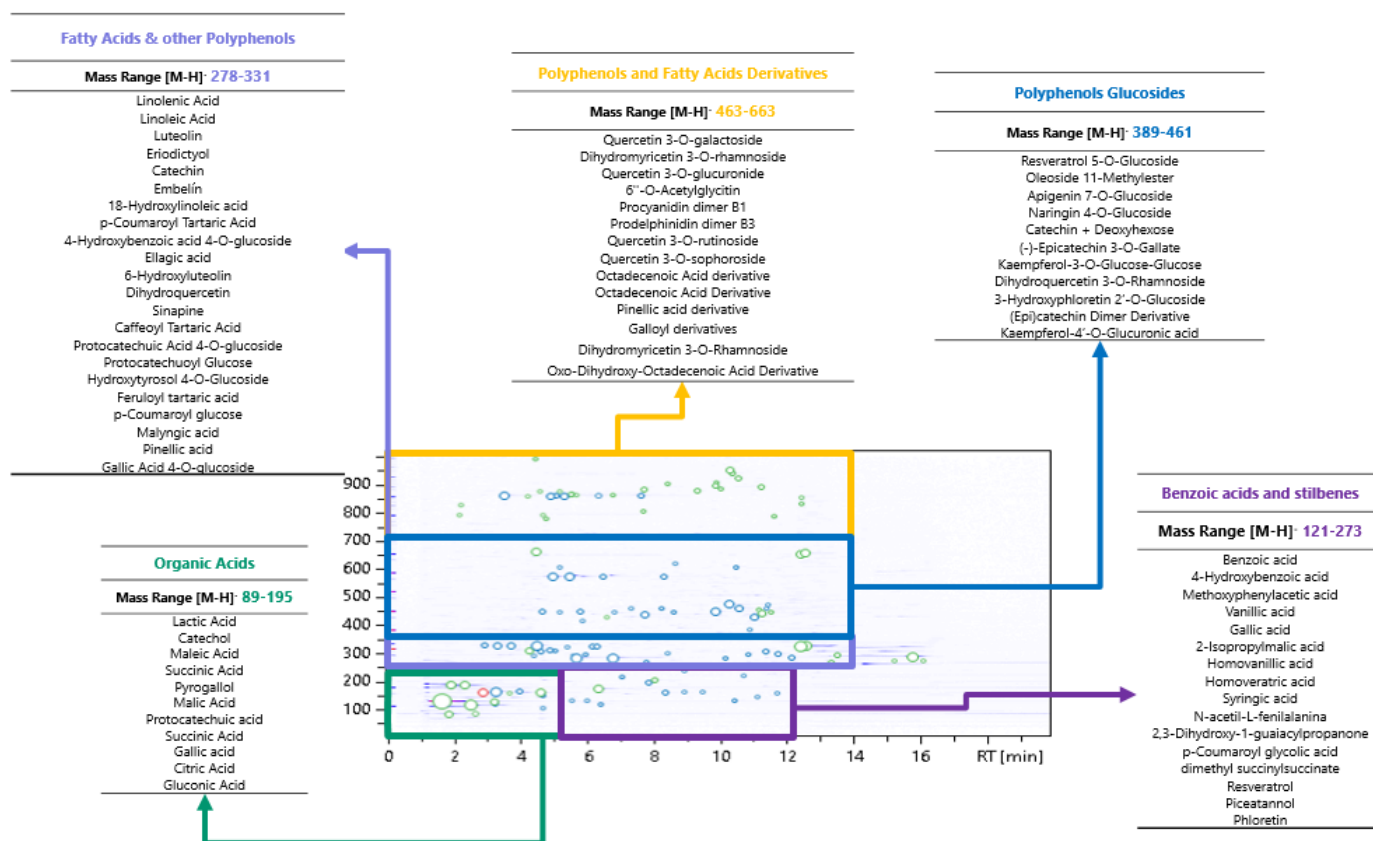 Fatty Acids & other Polyphenols
Mass Range [M-H]- 278-331
Linolenic Acid
Linoleic Acid
Luteolin
Eriodictyol
Catechin
Embelín
18-Hydroxylinoleic acid
p-Coumaroyl Tartaric Acid
4-Hydroxybenzoic acid 4-O-glucoside
Ellagic acid
6-Hydroxyluteolin
Dihydroquercetin
Sinapine
Caffeoyl Tartaric Acid
Protocatechuic Acid 4-O-glucoside
Protocatechuoyl Glucose
Hydroxytyrosol 4-O-Glucoside
Feruloyl tartaric acid
p-Coumaroyl glucose
Malyngic acid
Pinellic acid
Gallic Acid 4-O-glucoside
Polyphenols and Fatty Acids Derivatives
Mass Range [M-H]- 463-663
Quercetin 3-O-galactoside
Dihydromyricetin 3-O-rhamnoside
Quercetin 3-O-glucuronide
6''-O-Acetylglycitin
Procyanidin dimer B1
Prodelphinidin dimer B3
Quercetin 3-O-rutinoside
Quercetin 3-O-sophoroside
Octadecenoic Acid derivative
Octadecenoic Acid Derivative
Pinellic acid derivative
Galloyl derivatives
Dihydromyricetin 3-O-Rhamnoside
Oxo-Dihydroxy-Octadecenoic Acid Derivative
Polyphenols Glucosides
Mass Range [M-H]- 389-461
Resveratrol 5-O-Glucoside
Oleoside 11-Methylester
Apigenin 7-O-Glucoside
Naringin 4-O-Glucoside
Catechin + Deoxyhexose
(-)-Epicatechin 3-O-Gallate
Kaempferol-3-O-Glucose-Glucose
Dihydroquercetin 3-O-Rhamnoside
3-Hydroxyphloretin 2'-O-Glucoside
(Epi)catechin Dimer Derivative
Kaempferol-4'-O-Glucuronic acid
Organic Acids
Mass Range [M-H]- 89-195
Lactic Acid
Catechol
Maleic Acid
Succinic Acid
Pyrogallol
Malic Acid
Protocatechuic acid
Succinic Acid
Gallic acid
Citric Acid
Gluconic Acid
900
800
700
600
500
400
300
200
100
0 2 4 6 8 10 12 14 16 RT [min]
Benzoic acids and stilbenes
Mass Range [M-H]- 121-273
Benzoic acid
4-Hydroxybenzoic acid
Methoxyphenylacetic acid
Vanillic acid
Gallic acid
2-Isopropylmalic acid
Homovanillic acid
Homoveratric acid
Syringic acid
N-acetil-L-fenilalanina
2,3-Dihydroxy-1-guaiacylpropanone
p-Coumaroyl glycolic acid
dimethyl succinylsuccinate
Resveratrol
Piceatannol
Phloretin